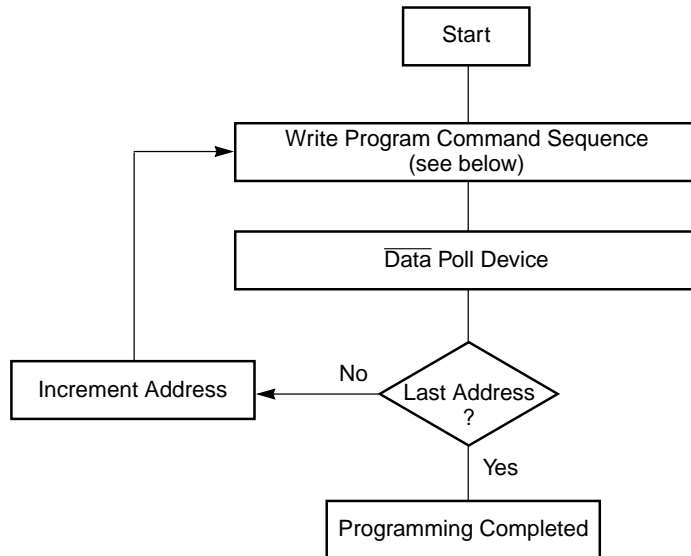 Start
Write Program Command Sequence
(see below)
Data Poll Device
No
Increment Address
Last Address
?
Yes
Programming Completed